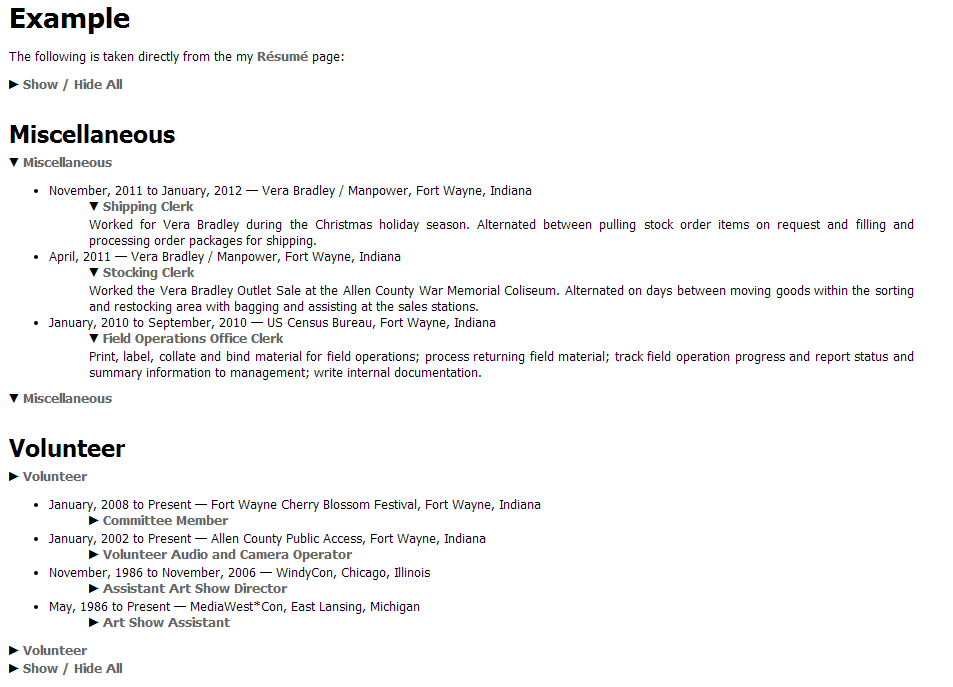 Example
The following is taken directly from the my Résumé page:
► Show / Hide All
Miscellaneous
▼ Miscellaneous
• November, 2011 to January, 2012 — Vera Bradley / Manpower, Fort Wayne, Indiana
▼ Shipping Clerk
Worked for Vera Bradley during the Christmas holiday season. Alternated between pulling stock order items on request and filling and
processing order packages for shipping.
• April, 2011 — Vera Bradley / Manpower, Fort Wayne, Indiana
▼ Stocking Clerk
Worked the Vera Bradley Outlet Sale at the Allen County War Memorial Coliseum. Alternated on days between moving goods within the sorting
and restocking area with bagging and assisting at the sales stations.
• January, 2010 to September, 2010 — US Census Bureau, Fort Wayne, Indiana
▼ Field Operations Office Clerk
Print, label, collate and bind material for field operations; process returning field material; track field operation progress and report status and
summary information to management; write internal documentation.
▼ Miscellaneous
Volunteer
► Volunteer
• January, 2008 to Present — Fort Wayne Cherry Blossom Festival, Fort Wayne, Indiana
► Committee Member
• January, 2002 to Present — Allen County Public Access, Fort Wayne, Indiana
► Volunteer Audio and Camera Operator
• November, 1986 to November, 2006 — WindyCon, Chicago, Illinois
► Assistant Art Show Director
• May, 1986 to Present — MediaWest*Con, East Lansing, Michigan
► Art Show Assistant
► Volunteer
► Show / Hide All